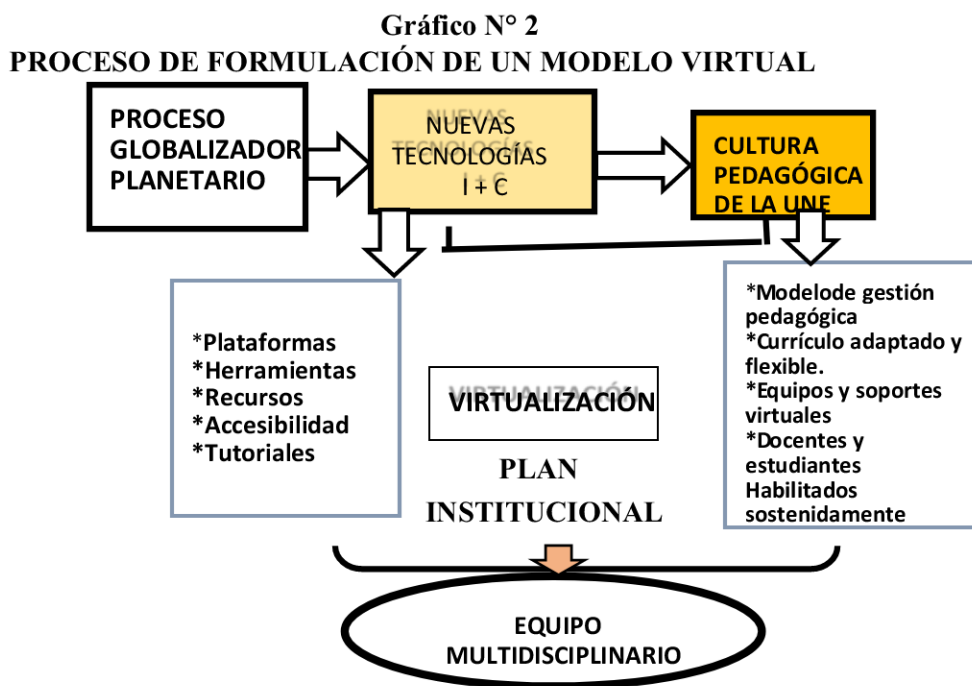 Gráfico N° 2
PROCESO DE FORMULACIÓN DE UN MODELO VIRTUAL
PROCESO
GLOBALIZADOR
PLANETARIO
NUEVAS
TECNOLOGÍAS
I + C
CULTURA
PEDAGÓGICA
DE LA UNE
*Plataformas
*Herramientas
*Recursos
*Accesibilidad
*Tutoriales
VIRTUALIZACIÓN
PLAN
INSTITUCIONAL
*Modelode gestión
pedagógica
*Currículo adaptado y
flexible.
*Equipos y soportes
virtuales
*Docentes y
estudiantes
Habilitados
sostenidamente
EQUIPO
MULTIDISCIPLINARIO